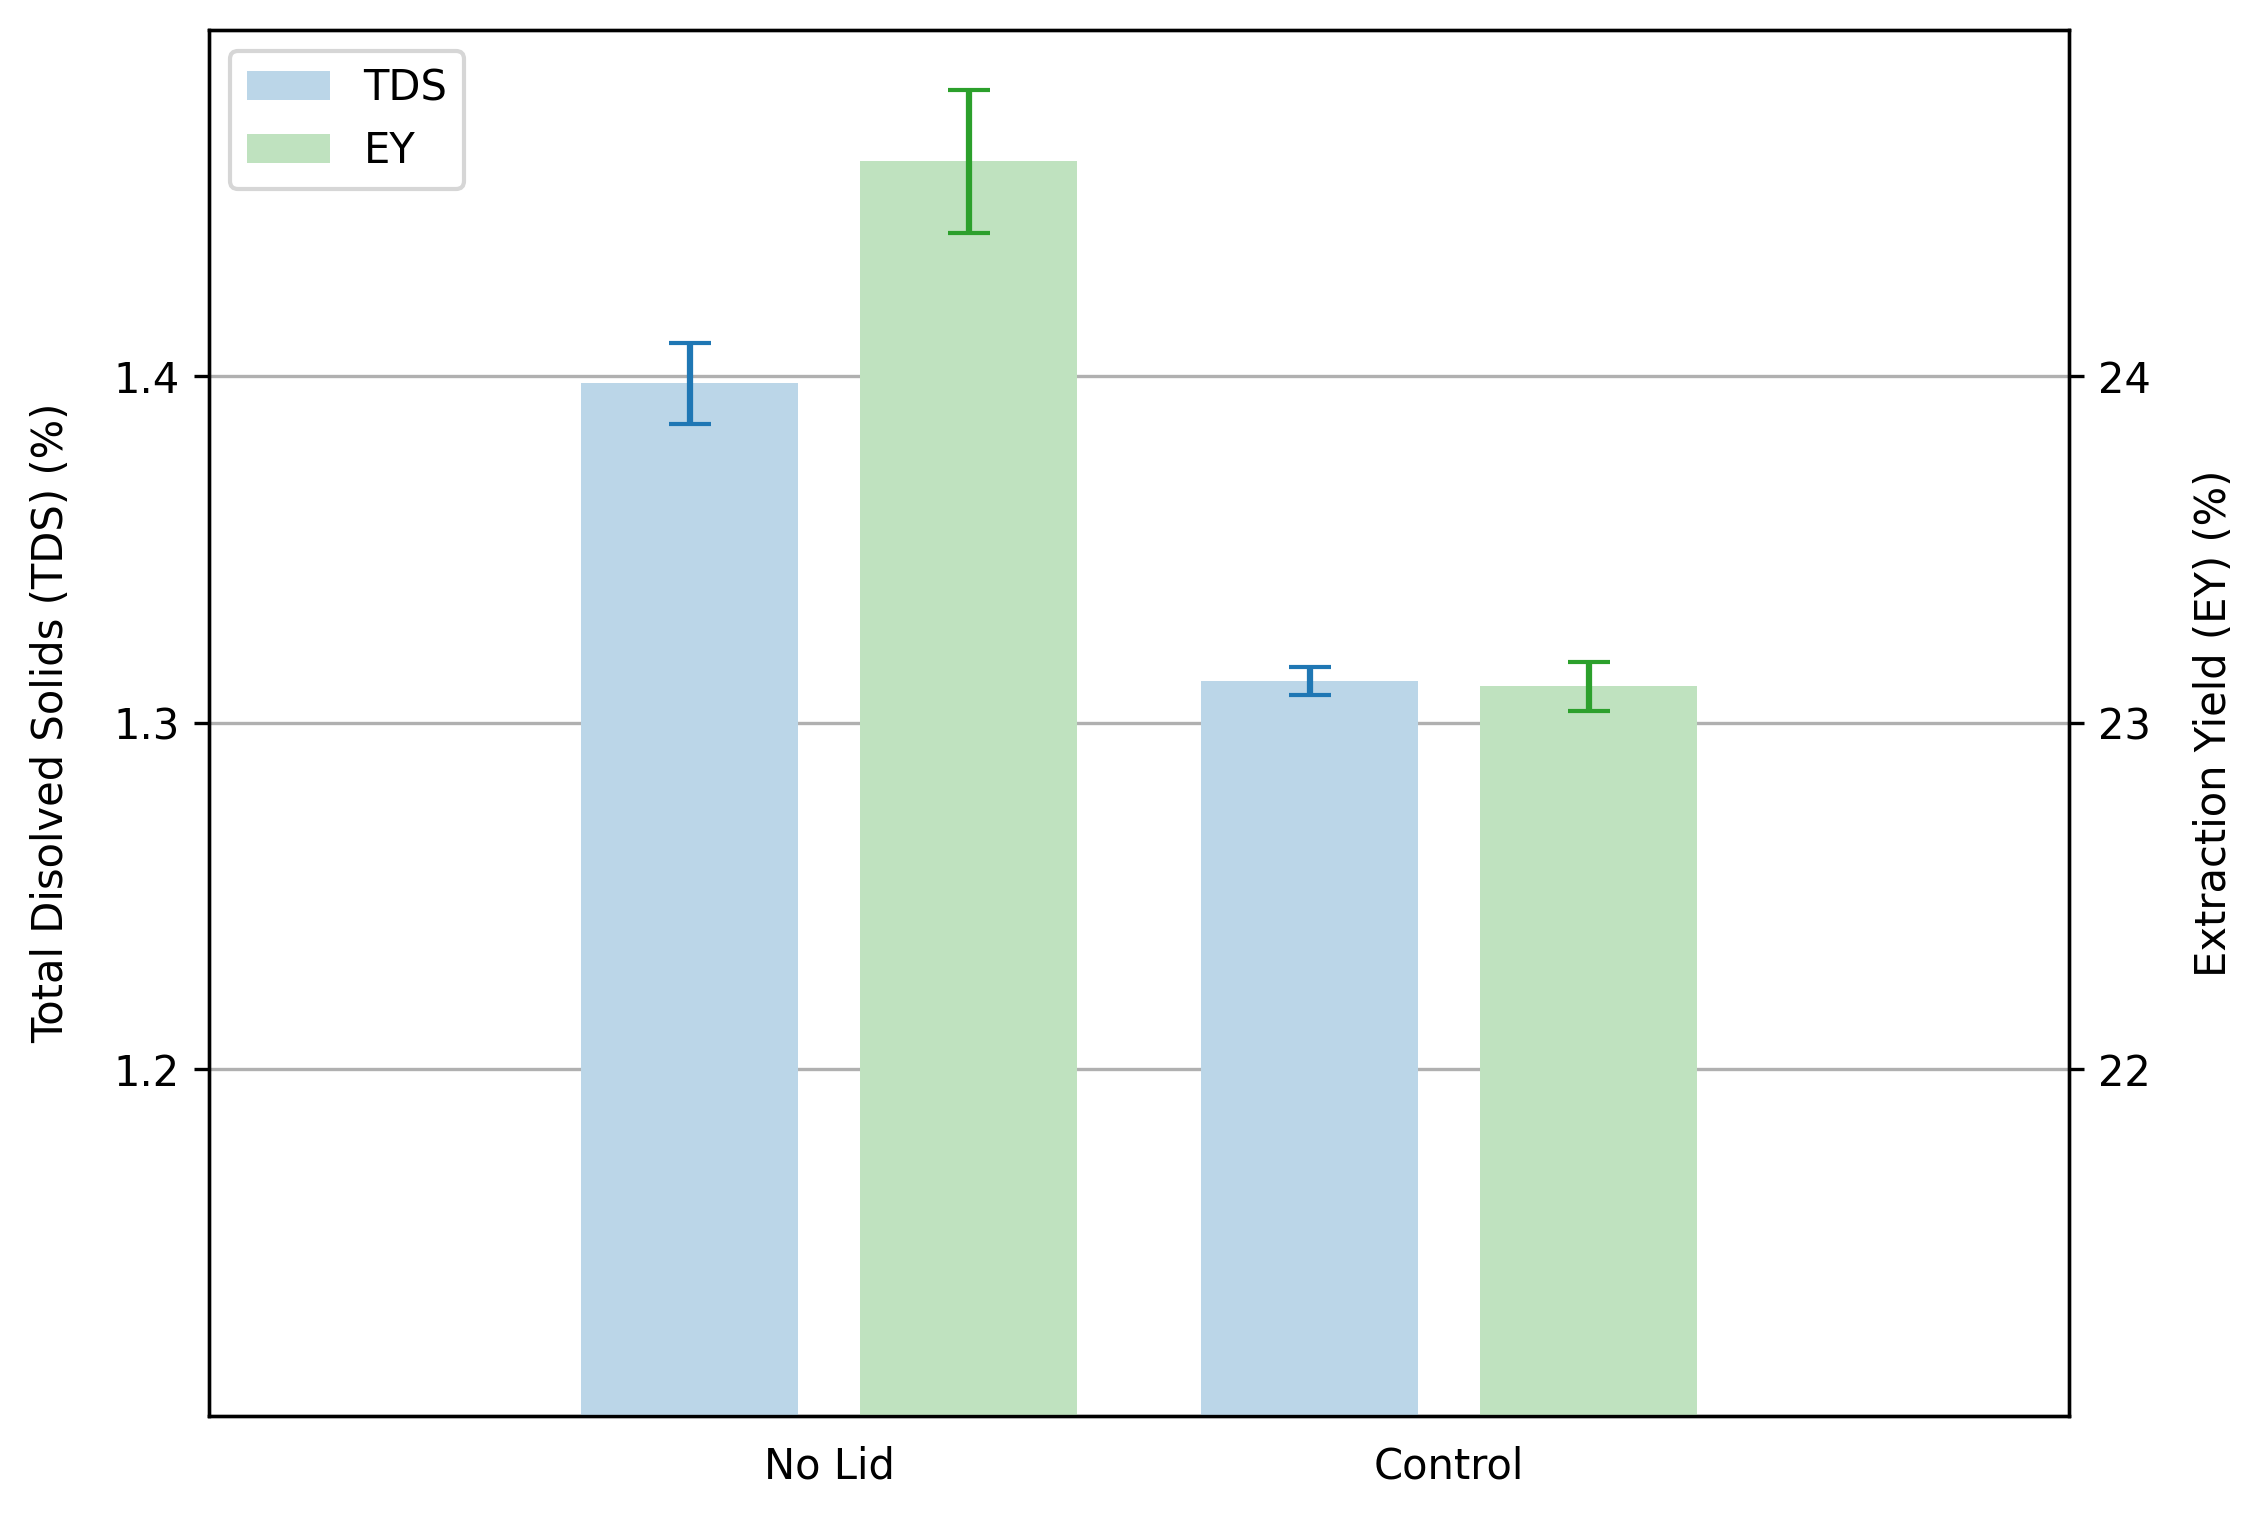 TDS
EY
1.4
1.3
1.2
Total Disolved Solids (TDS) (%)
24
23
22
Extraction Yield (EY) (%)
No Lid
Control